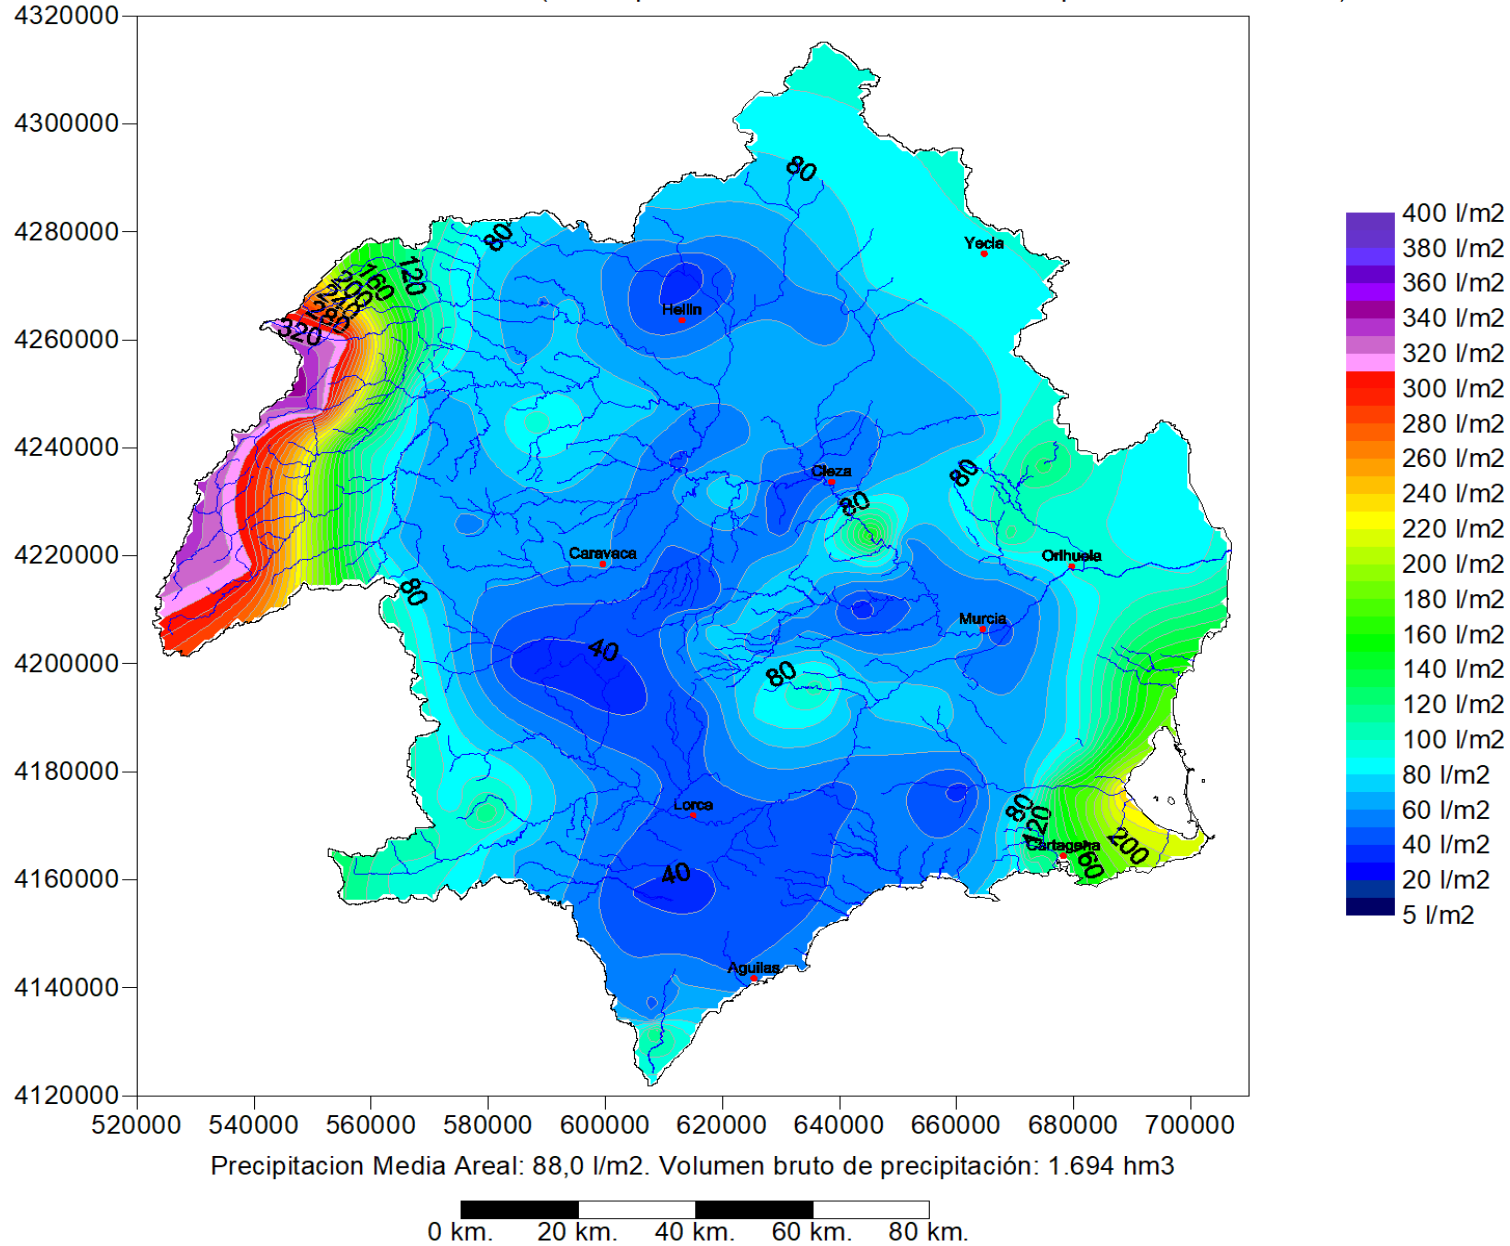 4320000
4300000
4280000
4260000
4240000
4220000
4200000
4180000
4160000
4140000
4120000
520000 540000 560000 580000 600000 620000 640000 660000 680000 700000
80
Yecla
80
120
160
200
240
280
320
Hellin
Cieza
80
80
Caravaca
Orihuela
80
Murcia
40
80
Lorca
80
120
Cartagena
160
200
40
Aguilas
400 l/m2
380 l/m2
360 l/m2
340 l/m2
320 l/m2
300 l/m2
280 l/m2
260 l/m2
240 l/m2
220 l/m2
200 l/m2
180 l/m2
160 l/m2
140 l/m2
120 l/m2
100 l/m2
80 l/m2
60 l/m2
40 l/m2
20 l/m2
5 l/m2
Precipitacion Media Areal: 88,0 l/m2. Volumen bruto de precipitación: 1.694 hm3
0 km. 20 km. 40 km. 60 km. 80 km.